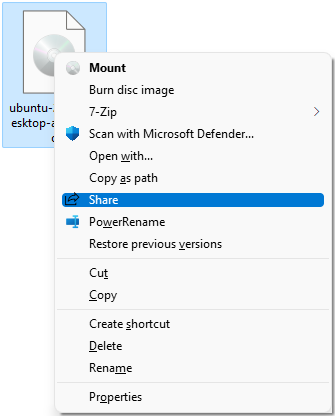 ubuntu-...
esktop-a...
Mount
Burn disc image
7-Zip
Scan with Microsoft Defender...
Open with...
Copy as path
Share
PowerRename
Restore previous versions
Cut
Copy
Create shortcut
Delete
Rename
Properties